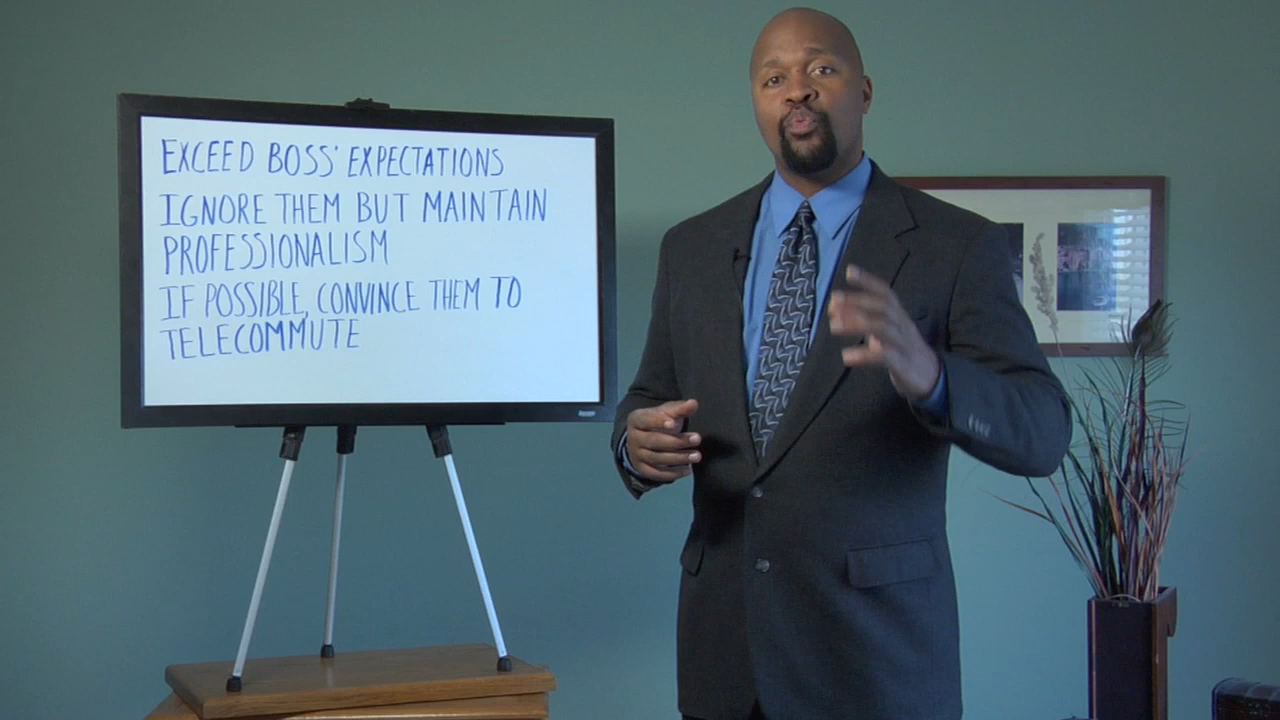 EXCEED BOSS' EXPECTATIONS
IGNORE THEM BUT MAINTAIN
PROFESSIONALISM
IF POSSIBLE, CONVINCE THEM TO
TELECOMMUTE